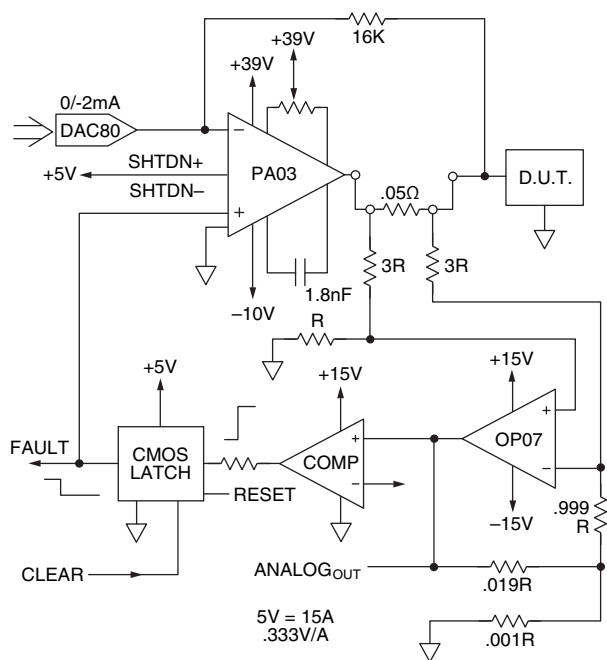 16K
+39V
+39V
0/-2mA
DAC80
–
SHTDN+
+5V
SHTDN–
+
PA03
.05Ω
D.U.T.
3R
3R
1.8nF
–10V
R
+5V
+15V
+15V
+
OP07
–
FAULT
CMOS
LATCH
+
COMP
–
RESET
–15V
.999
R
CLEAR
ANALOGOUT
.019R
5V = 15A
.333V/A
.001R